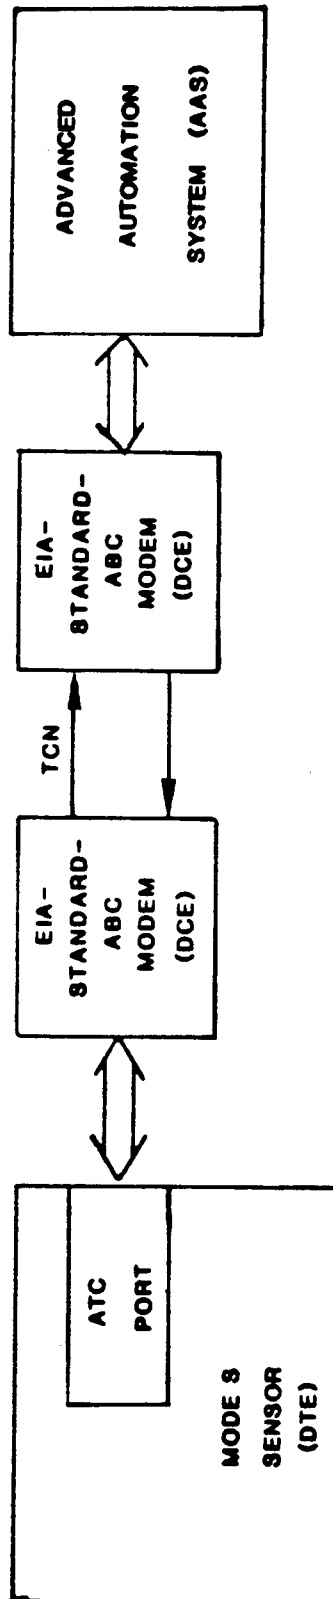 ATC
PORT
MODE S
SENSOR
(DTE)
EIA-
STANDARD-
ABC
MODEM
(DCE)
TCN
EIA-
STANDARD-
ABC
MODEM
(DCE)
ADVANCED
AUTOMATION
SYSTEM (AAS)